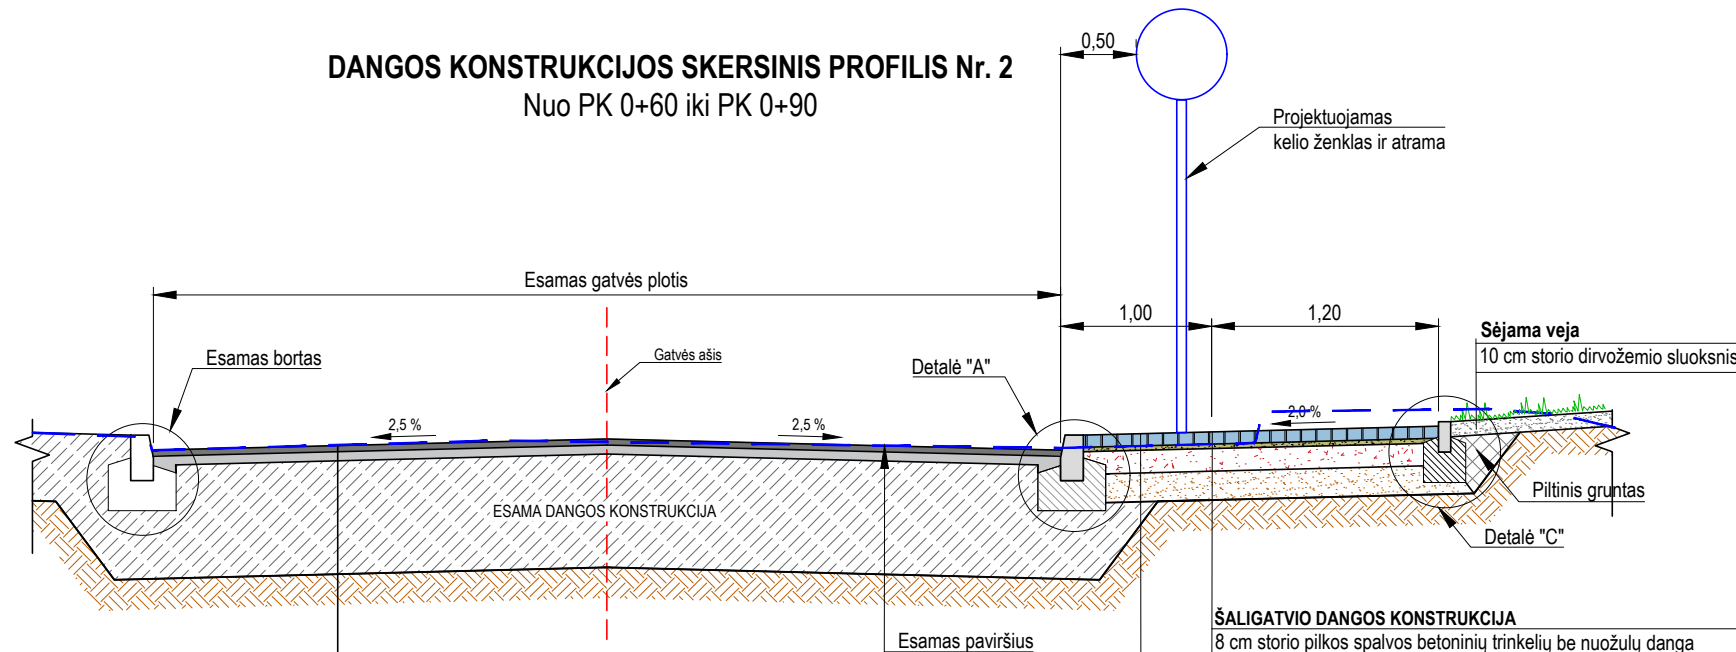 DANGOS KONSTRUKCIJOS SKERSINIS PROFILIS Nr. 2
Nuo PK 0+60 iki PK 0+90
0,50
Projektuojamas
kelio ženklas ir atrama
Esamas gatvės plotis
1,00
1,20
Sėjama veja
10 cm storio dirvožemio sluoksnis
Esamas bortas
Gatvės ašis
Detalė "A"
2,5 %
2,5 %
2,0 %
ESAMA DANGOS KONSTRUKCIJA
Piltinis gruntas
Detalė "C"
Esamas paviršius
ŠALIGATVIO DANGOS KONSTRUKCIJA
8 cm storio pilkos spalvos betoninių trinkelių be nuožulų danga